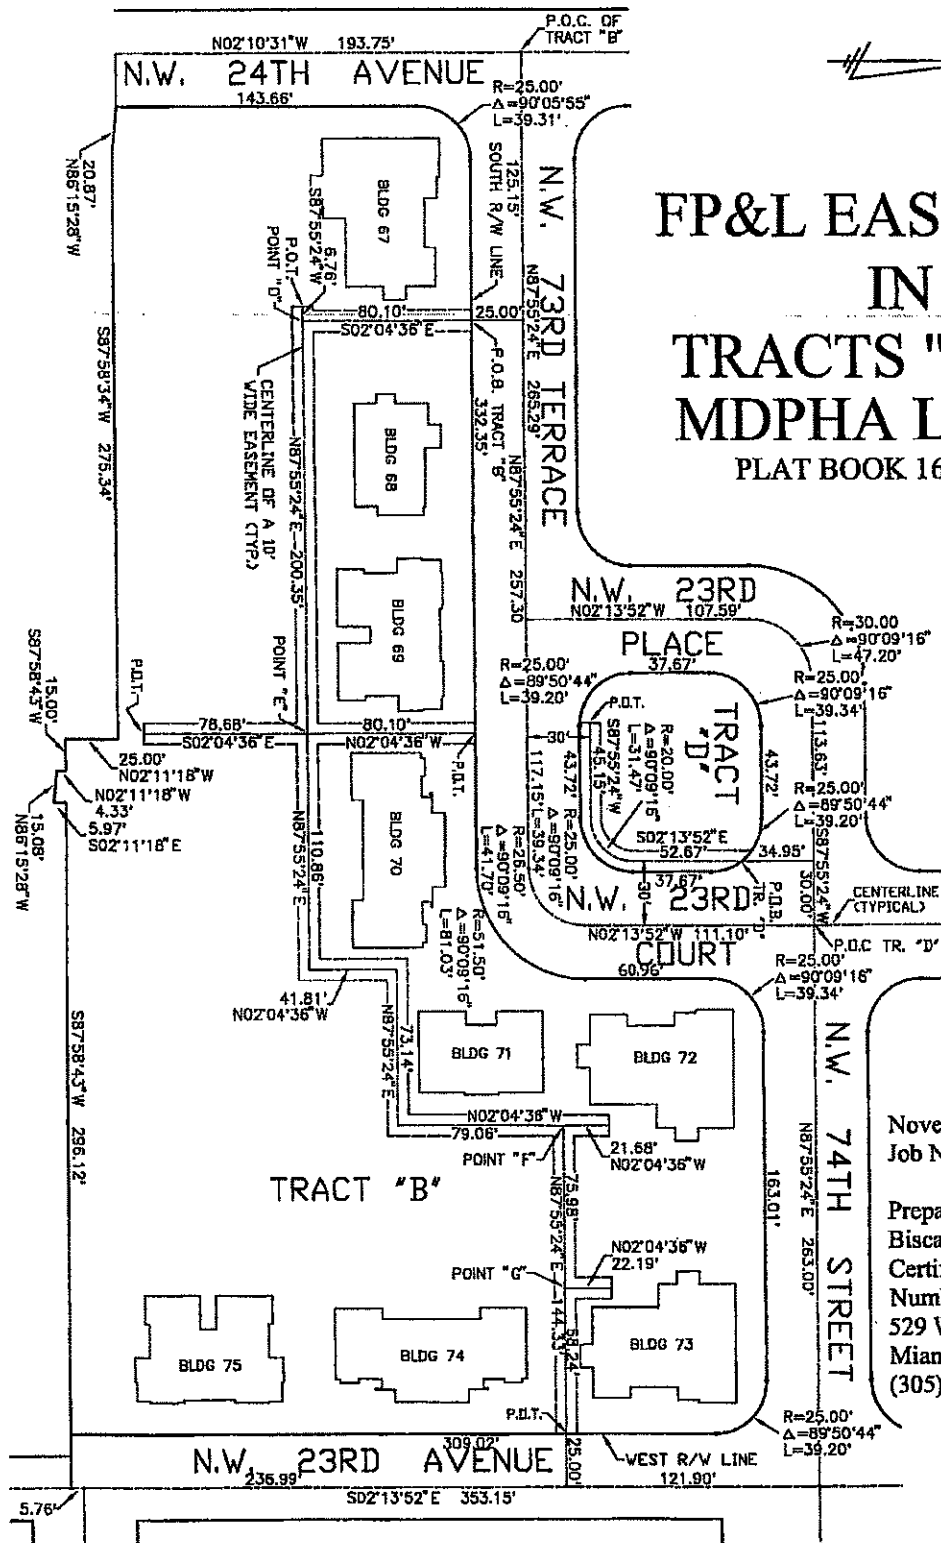 P.O.C. OF
TRACT "B"
N02°10'31"W 193.75'
N.W. 24TH AVENUE
143.66'
R=25.00'
Δ=90°05'55"
L=39.31'
20.87'
N86°15'28"W
125.15'
SOUTH R/W LINE
N.W. 73RD TERRACE
N87°55'24"E 265.29'
FP&L EAS
IN
TRACTS "
MDPHA L
PLAT BOOK 16
BLDG 67
6.76'
S87°55'24"W
P.O.T.
POINT "D"
80.10'
25.00'
S02°04'36"E
P.O.B. TRACT "B"
332.35'
S87°58'34"W 275.34'
CENTERLINE OF A 10'
WIDE EASEMENT (TYP.)
N87°55'24"E 200.35'
BLDG 68
N87°55'24"E 257.30
BLDG 69
N.W. 23RD
N02°13'52"W 107.59'
PLACE
37.67'
R=30.00
Δ=90°09'16"
L=47.20'
R=25.00'
Δ=89°50'44"
L=39.20'
R=25.00'
Δ=90°09'16"
L=39.34'
TRACT
"D"
P.O.T.
S87°55'24"W
45.15'
R=20.00'
Δ=90°09'16"
L=31.47'
43.72'
43.72'
113.63'
R=25.00'
Δ=89°50'44"
L=39.20'
P.O.T.
POINT "E"
S87°58'43"W
15.00'
78.68'
S02°04'36"E
80.10'
N02°04'36"W
P.O.T.
30'
117.15'
25.00'
N02°11'18"W
N02°11'18"W
4.33'
5.97'
S02°11'18"E
15.08'
N86°15'28"W
110.86'
N87°55'24"E
BLDG 70
R=25.00'
Δ=90°09'16"
L=39.34'
R=26.50'
Δ=90°09'16"
L=41.70'
S02°13'52"E
52.67'
34.95'
37.67'
S87°55'24"W
30.00'
30'
P.O.B.
TR. "D"
CENTERLINE
(TYPICAL)
P.O.C TR. "D"
N.W. 23RD
N02°13'52"W 111.10'
COURT
60.96'
R=51.50'
Δ=90°09'16"
L=81.03'
R=25.00'
Δ=90°09'16"
L=39.34'
41.81'
N02°04'36"W
73.14'
N87°55'24"E
BLDG 71
BLDG 72
N.W. 74TH STREET
N87°55'24"E 263.00'
163.01'
S87°58'43"W 296.12'
N02°04'36"W
79.06'
POINT "F"
21.68'
N02°04'36"W
TRACT "B"
75.98'
N87°55'24"E 144.33'
N02°04'36"W
22.19'
POINT "G"
58.24'
Nove
Job N
Prepa
Bisca
Certif
Num
529 V
Mian
(305)
BLDG 75
BLDG 74
BLDG 73
P.O.T.
R=25.00'
Δ=89°50'44"
L=39.20'
309.02'
25.00'
WEST R/W LINE
N.W. 23RD AVENUE
236.99'
121.90'
S02°13'52"E 353.15'
5.76'